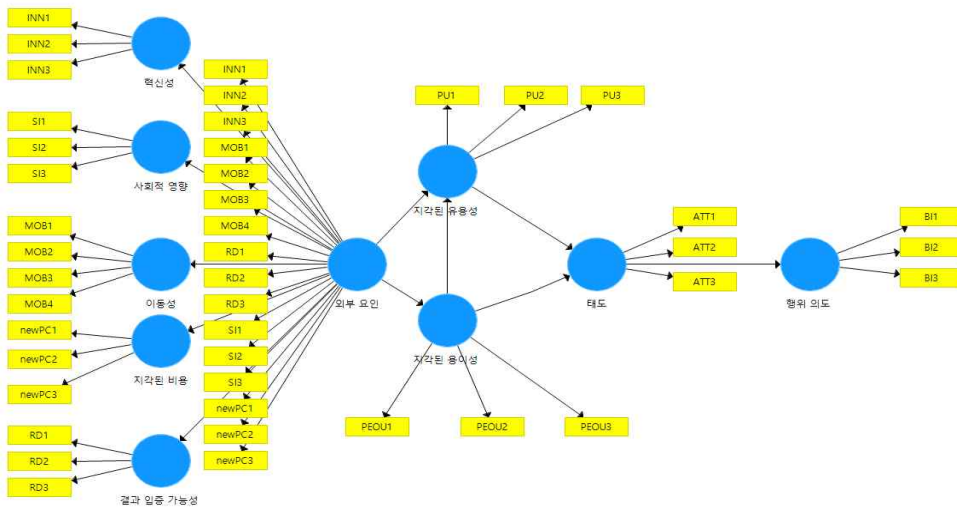 INN1
INN2
INN3
혁신성
SI1
SI2
SI3
사회적 영향
MOB1
MOB2
MOB3
MOB4
이동성
newPC1
newPC2
newPC3
지각된 비용
RD1
RD2
RD3
결과 입증 가능성
INN1
INN2
INN3
MOB1
MOB2
MOB3
MOB4
RD1
RD2
RD3
SI1
SI2
SI3
newPC1
newPC2
newPC3
외부 요인
PU1
PU2
PU3
지각된 유용성
지각된 용이성
PEOU1
PEOU2
PEOU3
태도
ATT1
ATT2
ATT3
행위 의도
BI1
BI2
BI3